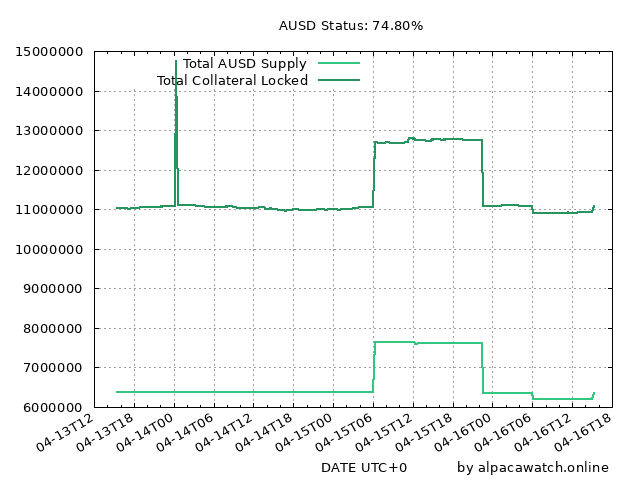 AUSD Status: 74.80%
15000000
14000000
13000000
12000000
11000000
10000000
9000000
8000000
7000000
6000000
Total AUSD Supply
Total Collateral Locked
04-13T12
04-13T18
04-14T00
04-14T06
04-14T12
04-14T18
04-15T00
04-15T06
04-15T12
04-15T18
04-16T00
04-16T06
04-16T12
04-16T18
DATE UTC+0
by alpacawatch.online